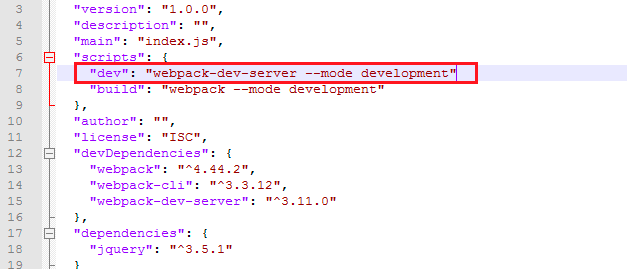 3 "version": "1.0.0",
4 "description": "",
5 "main": "index.js",
6 "scripts": {
7 "dev": "webpack-dev-server --mode development"
8 "build": "webpack --mode development"
9 },
10 "author": "",
11 "license": "ISC",
12 "devDependencies": {
13 "webpack": "^4.44.2",
14 "webpack-cli": "^3.3.12",
15 "webpack-dev-server": "^3.11.0"
16 },
17 "dependencies": {
18 "jquery": "^3.5.1"
19 }